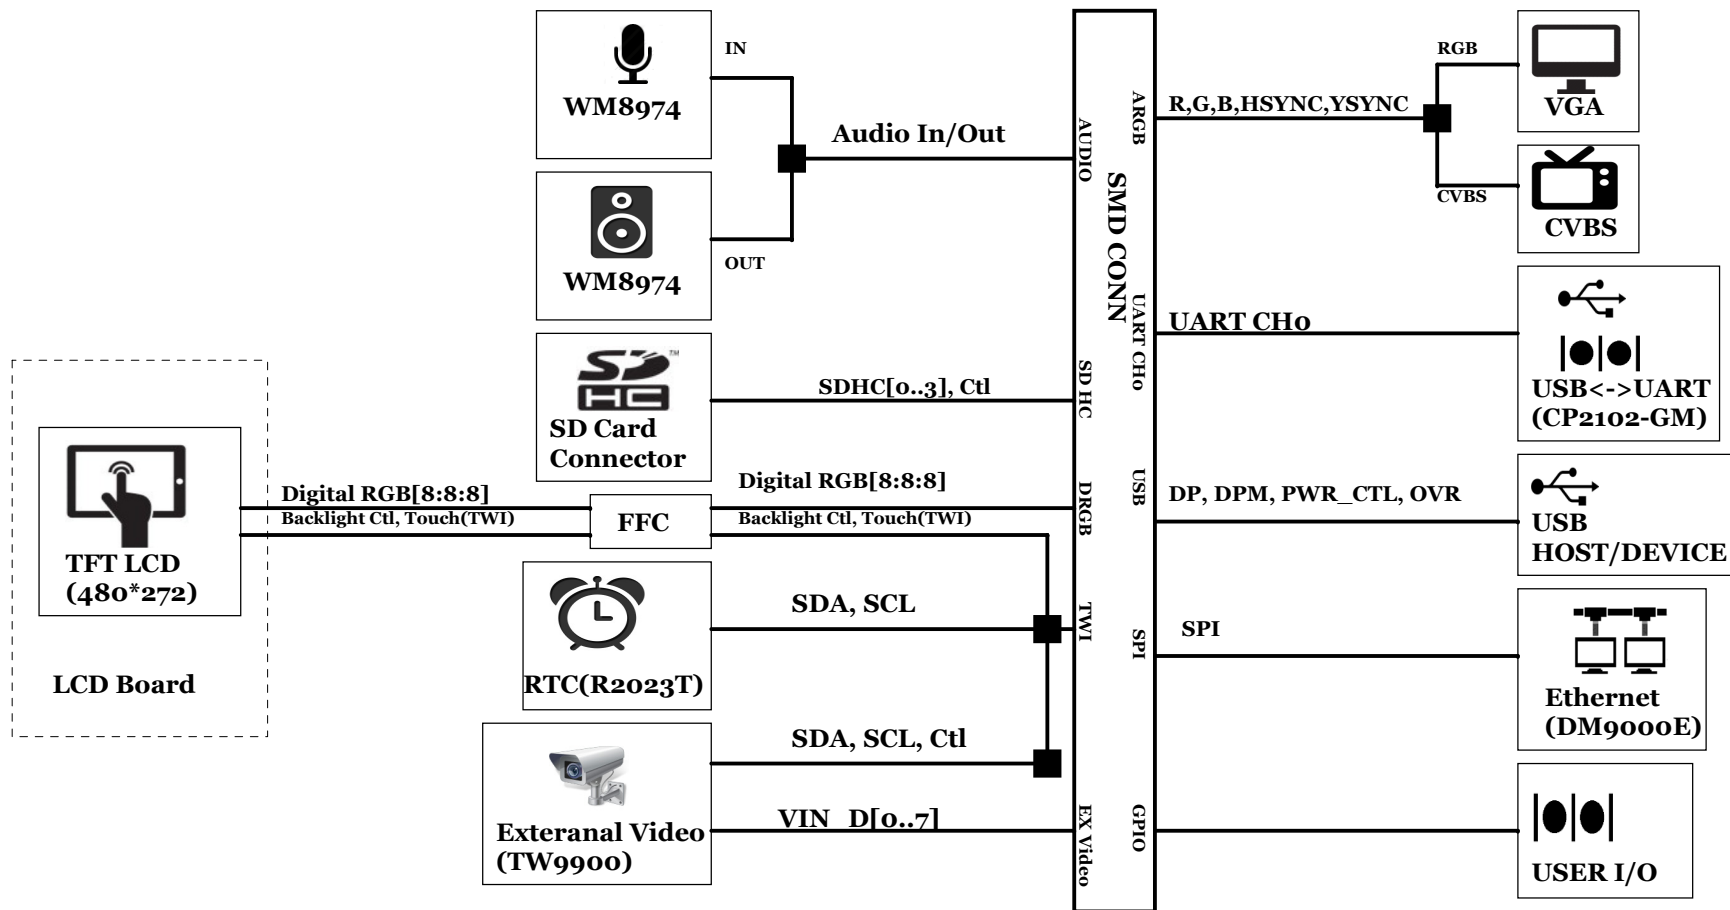 IN
WM8974
Audio In/Out
OUT
WM8974
SD HC
TM
SD Card
Connector
SDHC[0..3], Ctl
TFT LCD
(480*272)
LCD Board
Digital RGB[8:8:8]
Backlight Ctl, Touch(TWI)
FFC
Digital RGB[8:8:8]
Backlight Ctl, Touch(TWI)
RTC(R2023T)
SDA, SCL
Exteranal Video
(TW9900)
SDA, SCL, Ctl
VIN_D[0..7]
AUDIO
SD HC
DRGB
TWI
EX Video
SMD CONN
ARGB
UART CH0
USB
SPI
GPIO
R,G,B,HSYNC,YSYNC
RGB
VGA
CVBS
CVBS
UART CH0
USB<->UART
(CP2102-GM)
DP, DPM, PWR_CTL, OVR
USB
HOST/DEVICE
SPI
Ethernet
(DM9000E)
USER I/O